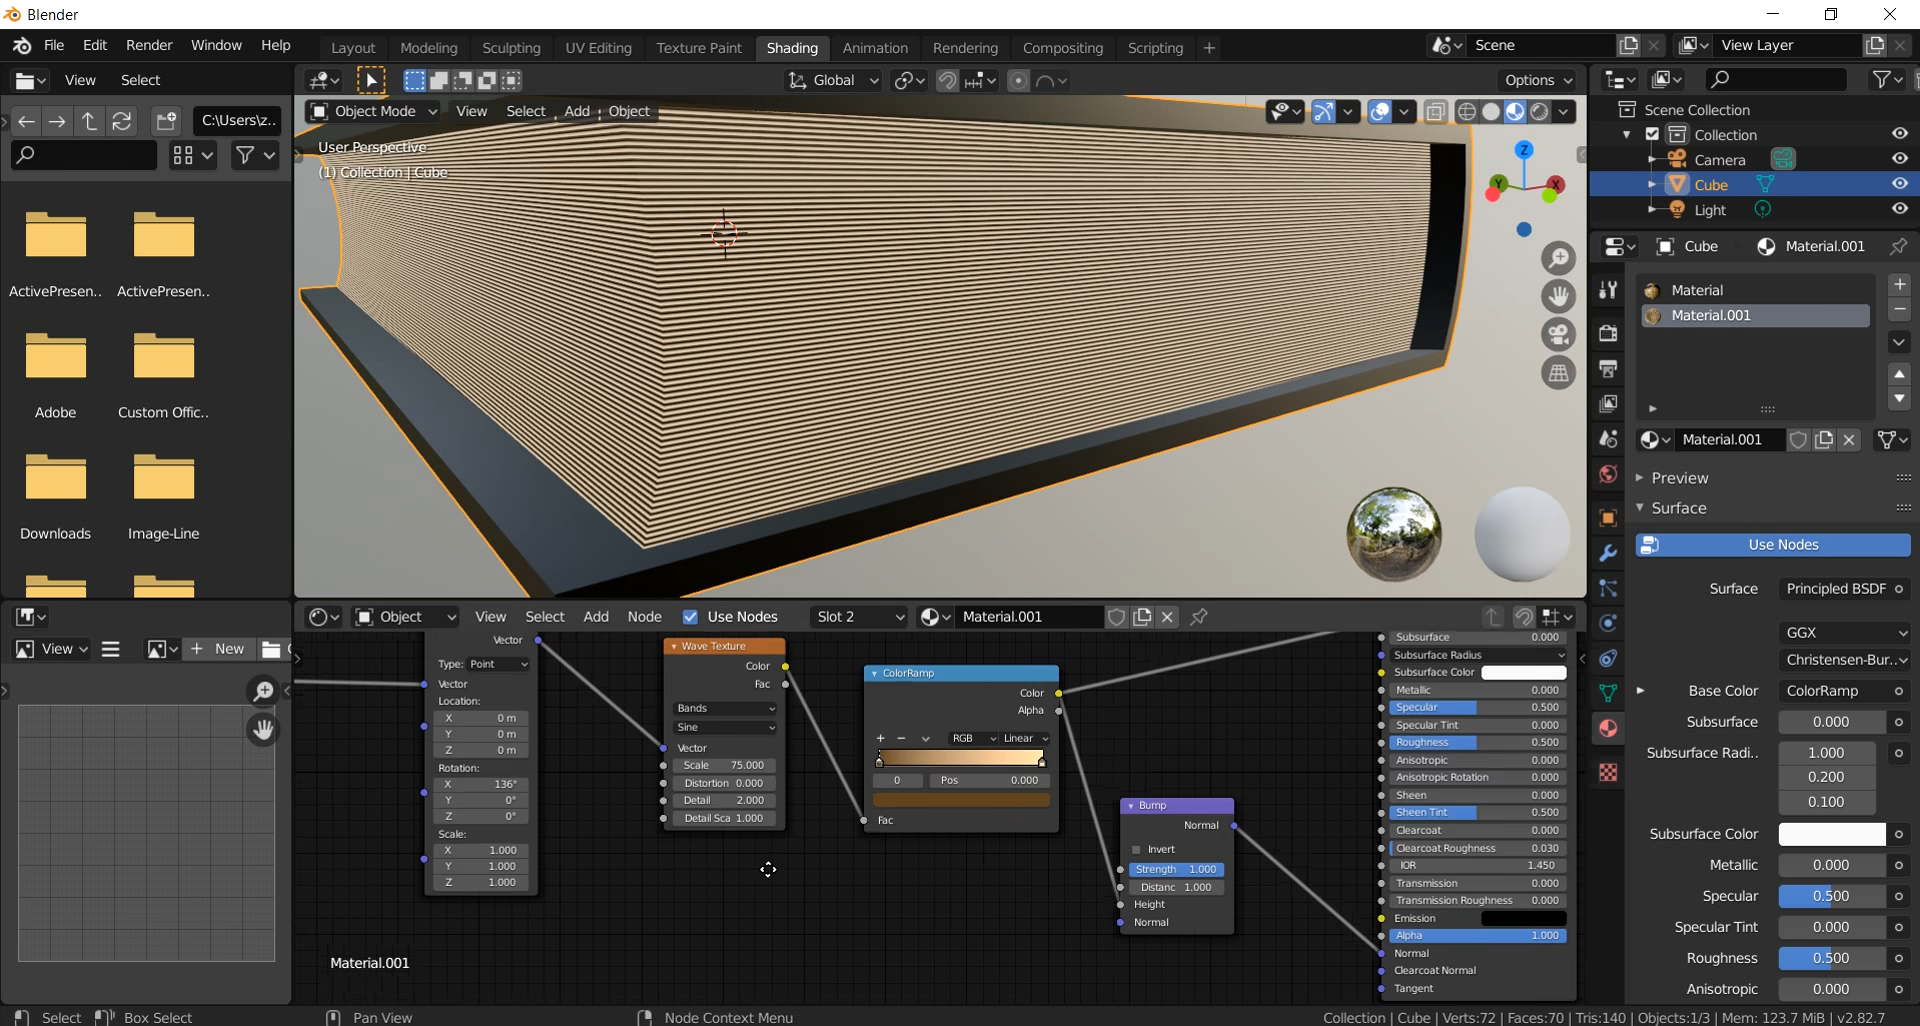 Blender
File Edit Render Window Help
Layout Modeling Sculpting UV Editing Texture Paint Shading Animation Rendering Compositing Scripting +
Scene
View Layer
View Select
Global
Options
C:\Users\z..
Object Mode View Select Add Object
User Perspective
(1) Collection | Cube
Z
Y
X
ActivePresen.. ActivePresen..
Adobe Custom Offic..
Downloads Image-Line
Scene Collection
Collection
Camera
Cube
Light
Cube Material.001
Material
Material.001
Material.001
Preview
Surface
Use Nodes
Surface Principled BSDF
GGX
Christensen-Bur..
Base Color ColorRamp
Subsurface 0.000
Subsurface Radi.. 1.000
0.200
0.100
Subsurface Color
Metallic 0.000
Specular 0.500
Specular Tint 0.000
Roughness 0.500
Anisotropic 0.000
View + New
Object View Select Add Node Use Nodes Slot 2 Material.001
Vector
Type: Point
Vector
Location:
X 0 m
Y 0 m
Z 0 m
Rotation:
X 136°
Y 0°
Z 0°
Scale:
X 1.000
Y 1.000
Z 1.000
Wave Texture
Color
Fac
Bands
Sine
Vector
Scale 75.000
Distortion 0.000
Detail 2.000
Detail Sca 1.000
ColorRamp
Color
Alpha
+ − RGB Linear
0 Pos 0.000
Fac
Bump
Normal
Invert
Strength 1.000
Distanc 1.000
Height
Normal
Subsurface 0.000
Subsurface Radius
Subsurface Color
Metallic 0.000
Specular 0.500
Specular Tint 0.000
Roughness 0.500
Anisotropic 0.000
Anisotropic Rotation 0.000
Sheen 0.000
Sheen Tint 0.500
Clearcoat 0.000
Clearcoat Roughness 0.030
IOR 1.450
Transmission 0.000
Transmission Roughness 0.000
Emission
Alpha 1.000
Normal
Clearcoat Normal
Tangent
Material.001
Select Box Select Pan View Node Context Menu
Collection | Cube | Verts:72 | Faces:70 | Tris:140 | Objects:1/3 | Mem: 123.7 MiB | v2.82.7